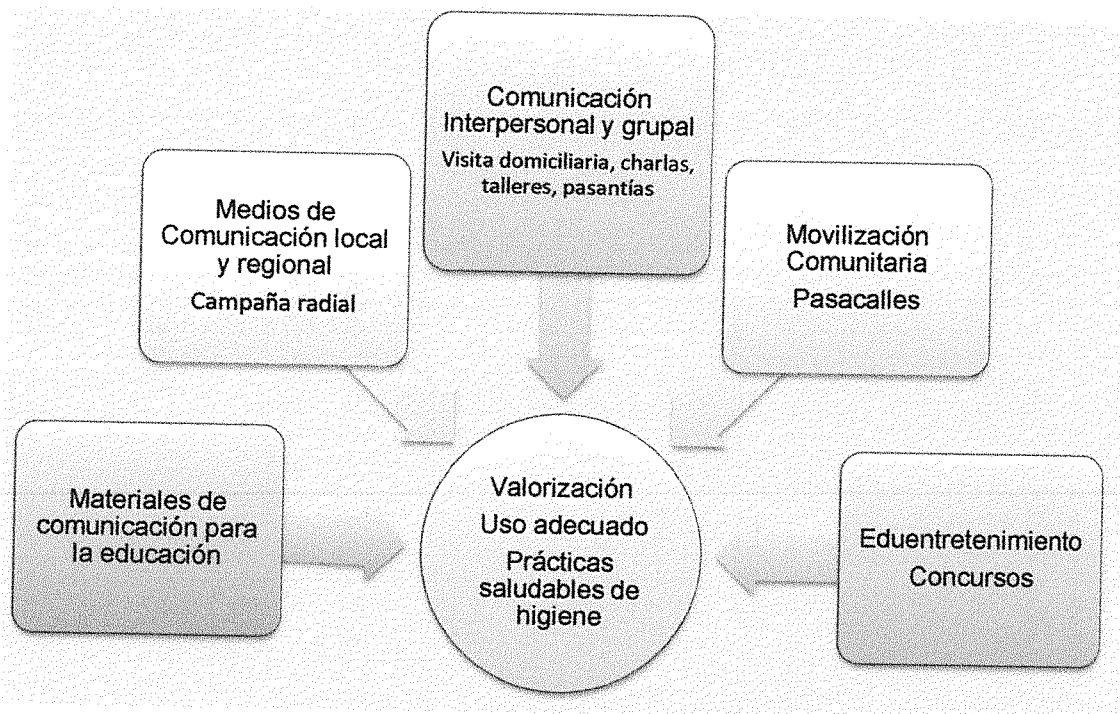 Comunicación
Interpersonal y grupal
Visita domiciliaria, charlas,
talleres, pasantías
Medios de
Comunicación local
y regional
Campaña radial
Movilización
Comunitaria
Pasacalles
Materiales de
comunicación para
la educación
Valorización
Uso adecuado
Prácticas
saludables de
higiene
Eduentretenimiento
Concursos